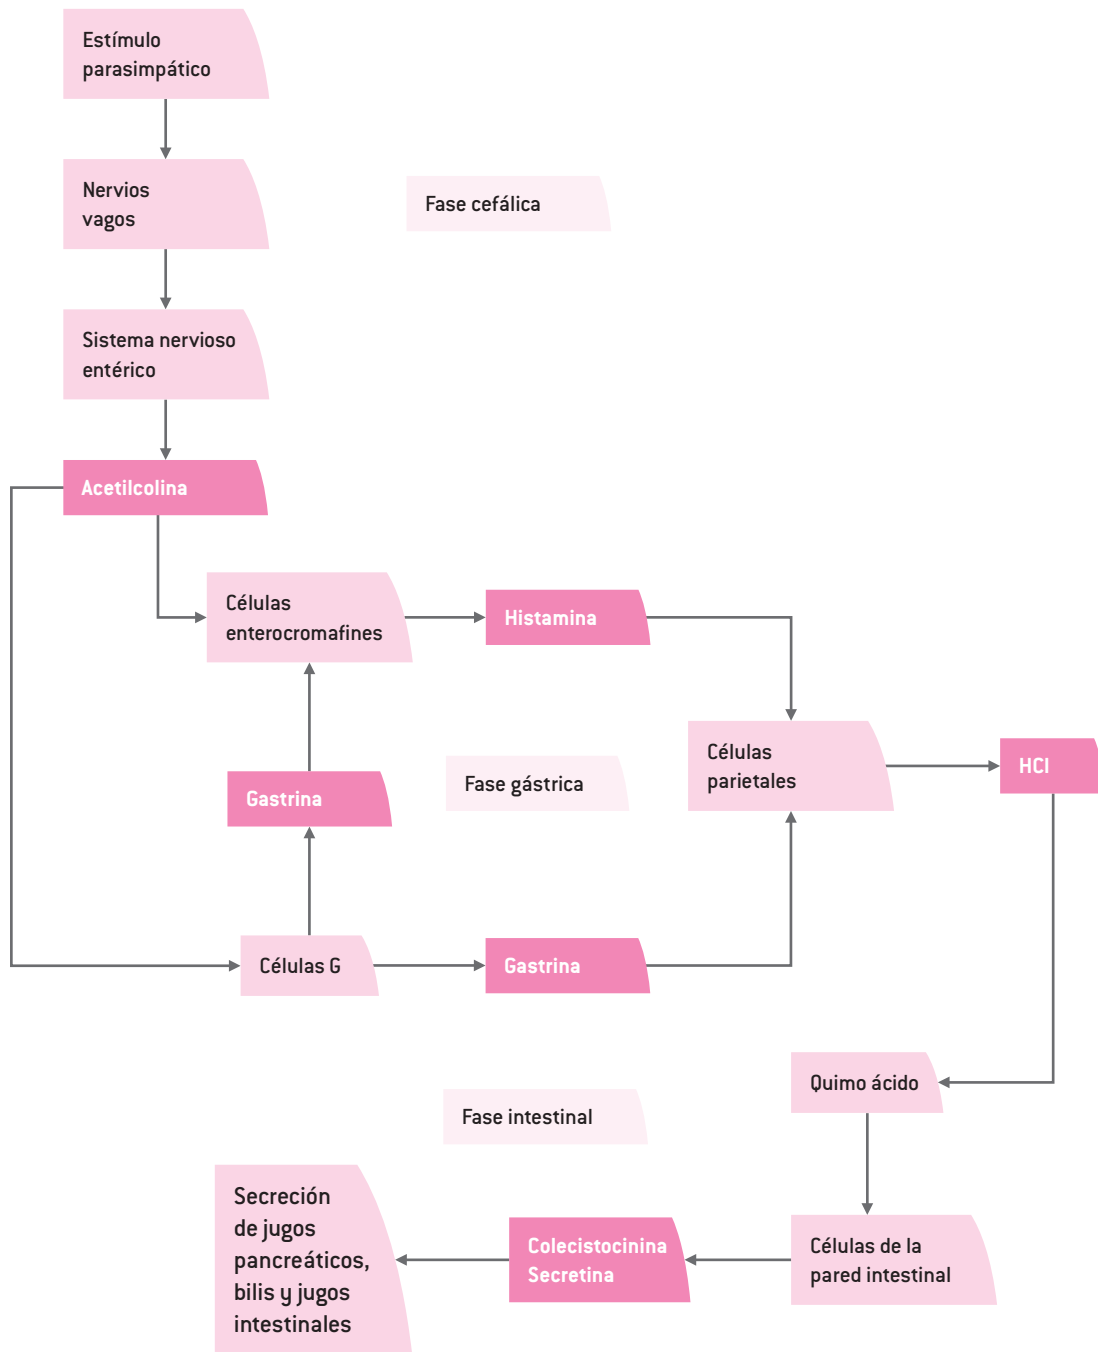 Estímulo
parasimpático
Nervios
vagos
Fase cefálica
Sistema nervioso
entérico
Acetilcolina
Células
enterocromafines
Histamina
Células
parietales
HCl
Fase gástrica
Gastrina
Células G
Gastrina
Quimo ácido
Fase intestinal
Células de la
pared intestinal
Colecistocinina
Secretina
Secreción
de jugos
pancreáticos,
bilis y jugos
intestinales